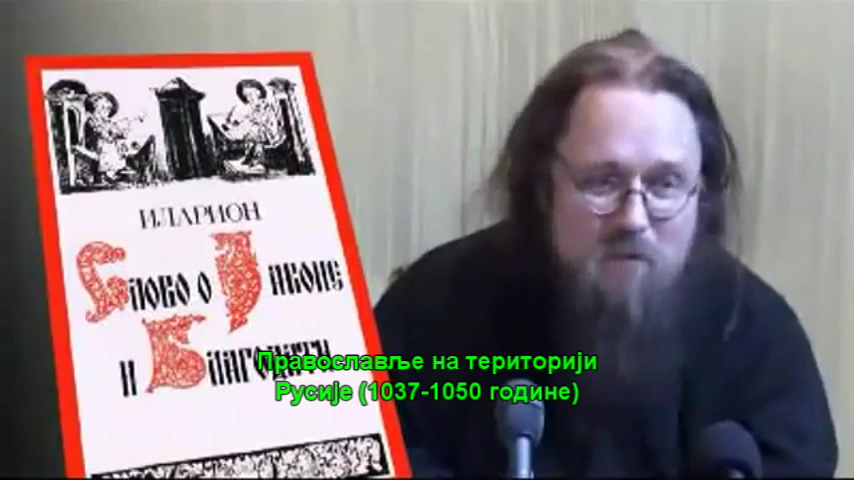 ИЛАРИОН
Слово о Законе
и Благодати
Православље на територији
Русије (1037-1050 године)